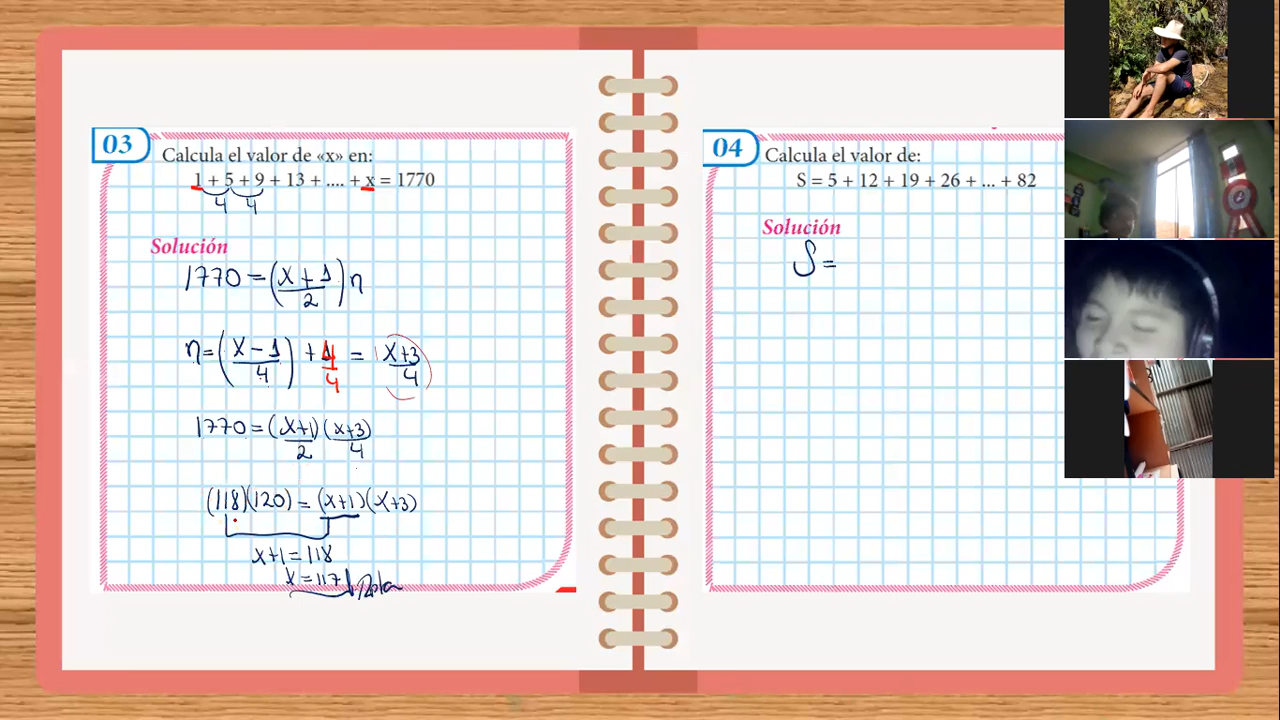 03
Calcula el valor de «x» en:
1 + 5 + 9 + 13 + .... + x = 1770
4 4
Solución
1770 = (x + 1 / 2) n
n = (x - 1 / 4) + 4/4 = x+3 / 4
1770 = (x+1)/2 (x+3)/4
(118)(120) = (x+1)(x+3)
x+1 = 118
x = 117
04
Calcula el valor de:
S = 5 + 12 + 19 + 26 + ... + 82
Solución
S =